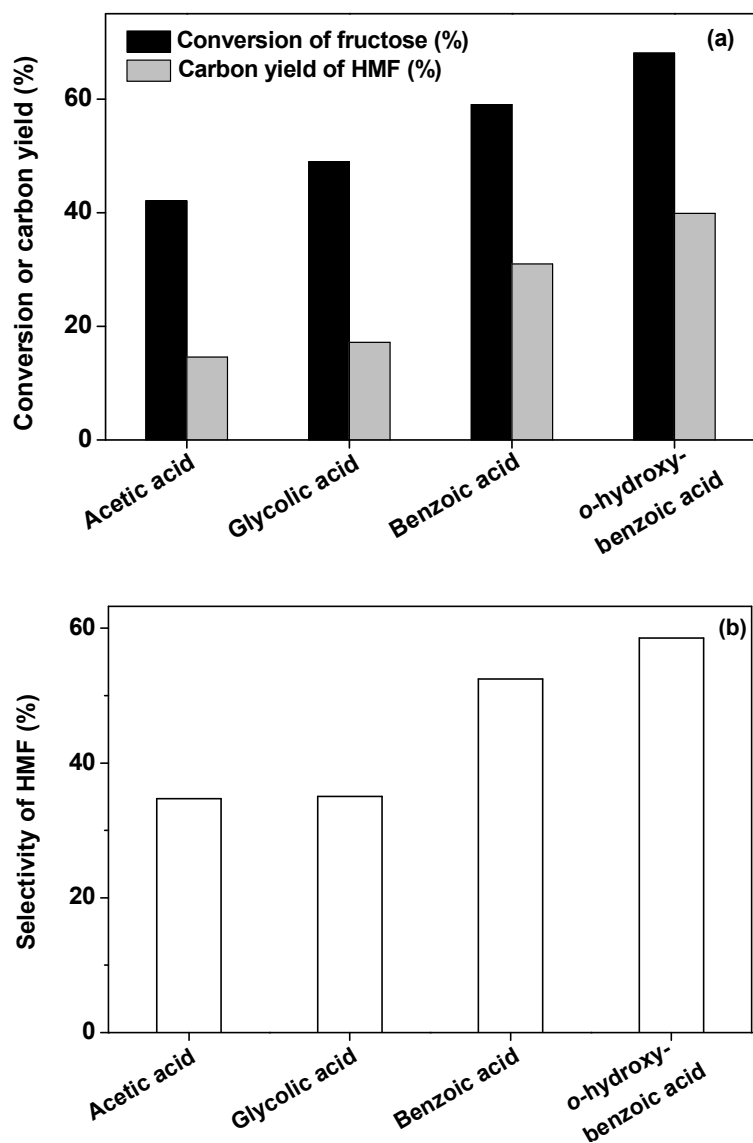 (a)
Conversion of fructose (%)
Carbon yield of HMF (%)
Conversion or carbon yield (%)
60
40
20
0
Acetic acid
Glycolic acid
Benzoic acid
o-hydroxy-
benzoic acid
(b)
Selectivity of HMF (%)
60
40
20
0
Acetic acid
Glycolic acid
Benzoic acid
o-hydroxy-
benzoic acid